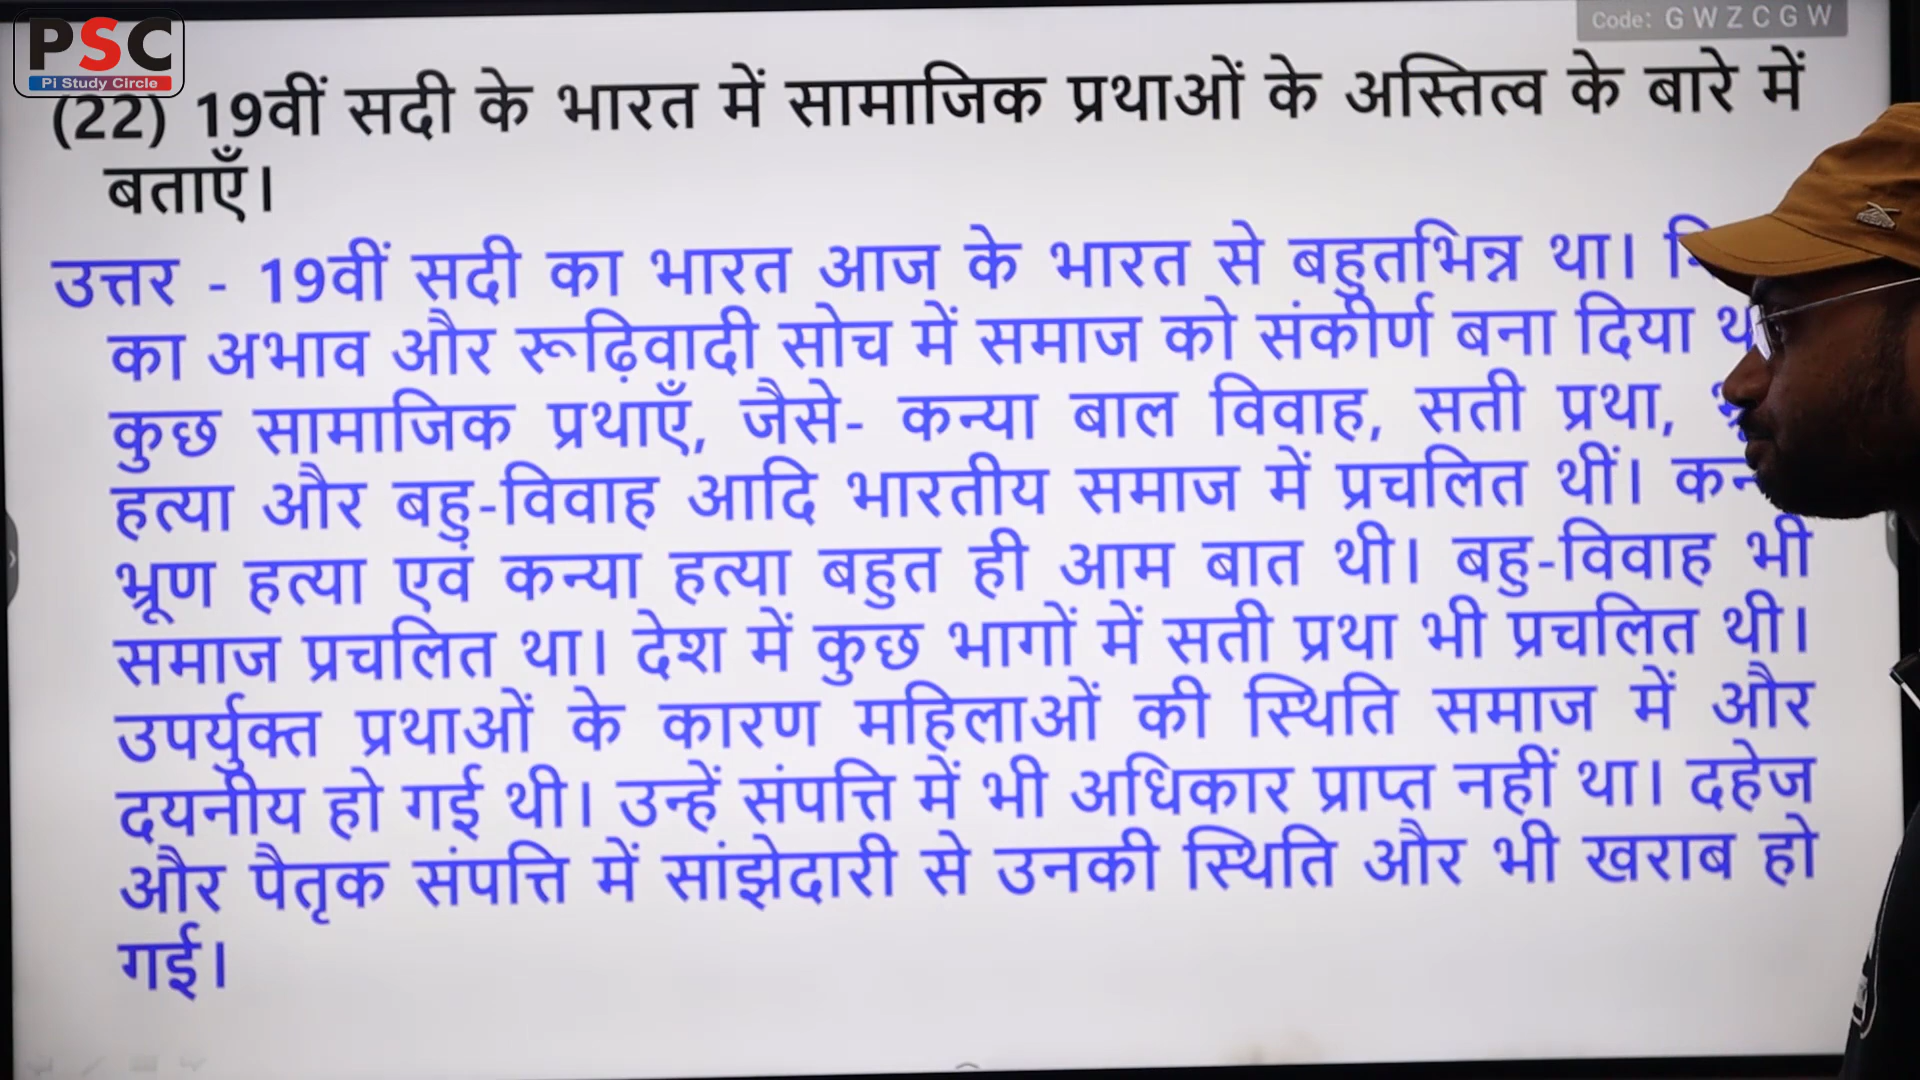 PSC
Pi Study Circle
Code: G W Z C G W
(22) 19वीं सदी के भारत में सामाजिक प्रथाओं के अस्तित्व के बारे में
बताएँ।
उत्तर - 19वीं सदी का भारत आज के भारत से बहुतभिन्न था।
का अभाव और रूढ़िवादी सोच में समाज को संकीर्ण बना दिया
कुछ सामाजिक प्रथाएँ, जैसे- कन्या बाल विवाह, सती प्रथा,
हत्या और बहु-विवाह आदि भारतीय समाज में प्रचलित थीं।
भ्रूण हत्या एवं कन्या हत्या बहुत ही आम बात थी। बहु-विवाह भी
समाज प्रचलित था। देश में कुछ भागों में सती प्रथा भी प्रचलित थी।
उपर्युक्त प्रथाओं के कारण महिलाओं की स्थिति समाज में और
दयनीय हो गई थी। उन्हें संपत्ति में भी अधिकार प्राप्त नहीं था। दहेज
और पैतृक संपत्ति में सांझेदारी से उनकी स्थिति और भी खराब हो
गई।